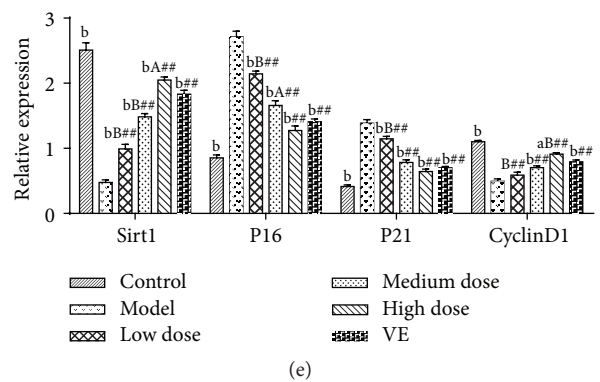 Relative expression
3
2
1
0
b
bB##
bB##
bA##
b##
b
bB##
bA##
b##
b##
b
bB##
b##
b##
b##
b
B##
b##
aB##
b##
Sirt1
P16
P21
CyclinD1
Control
Medium dose
Model
High dose
Low dose
VE
(e)